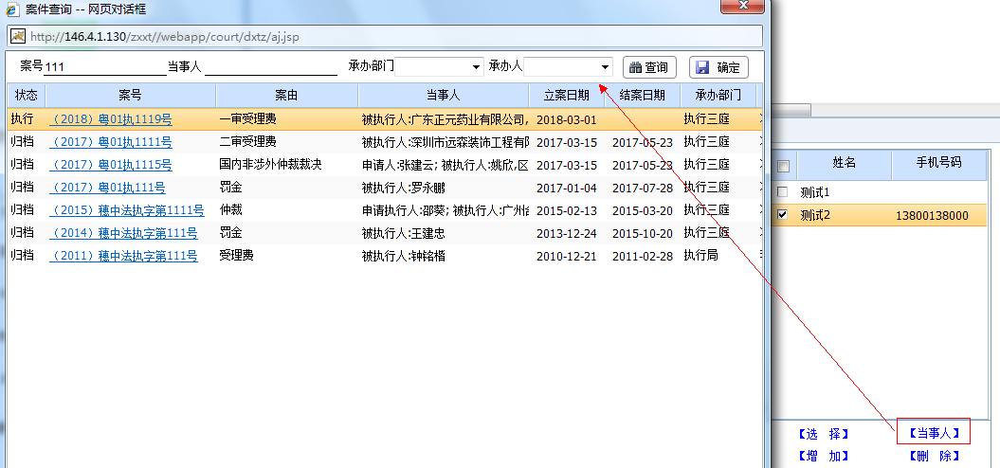 案件查询 -- 网页对话框
http://146.4.1.130/zxxt//webapp/court/dxtz/aj.jsp
案号 111 当事人 承办部门 承办人 查询 确定
状态 案号 案由 当事人 立案日期 结案日期 承办部门
执行 （2018）粤01执1119号 一审受理费 被执行人:广东正元药业有限公司, 2018-03-01 执行三庭
归档 （2017）粤01执1111号 二审受理费 被执行人:深圳市远森装饰工程有限 2017-03-15 2017-05-23 执行三庭
归档 （2017）粤01执1115号 国内非涉外仲裁裁决 申请人:张建云; 被执行人:姚欣,区 2017-03-15 2017-05-23 执行三庭
归档 （2017）粤01执111号 罚金 被执行人:罗永鹏 2017-01-04 2017-07-28 执行三庭
归档 （2015）穗中法执字第1111号 仲裁 申请执行人:邵葵; 被执行人:广州台 2015-02-13 2015-03-20 执行三庭
归档 （2014）穗中法执字第111号 罚金 被执行人:王建忠 2013-12-24 2015-10-20 执行三庭
归档 （2011）穗中法执字第111号 受理费 被执行人:钟铭楷 2010-12-21 2011-02-28 执行局
姓名 手机号码
测试1
测试2 13800138000
【选 择】 【当事人】
【增 加】 【删 除】